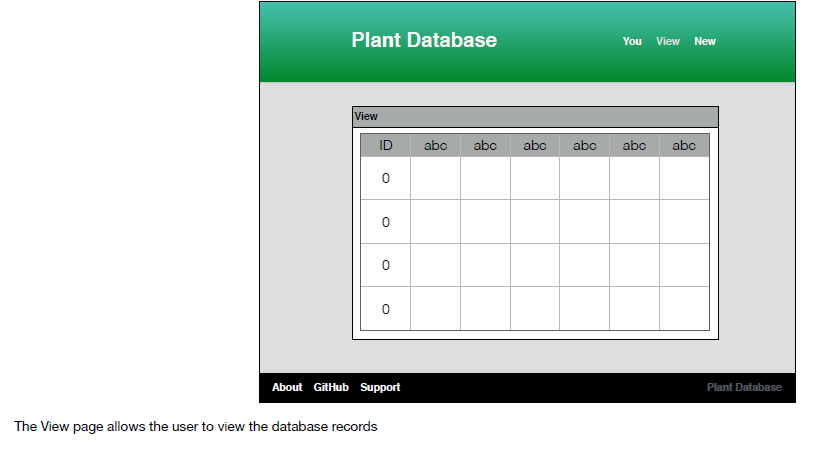 Plant Database
You View New
View
ID abc abc abc abc abc abc
0
0
0
0
About GitHub Support Plant Database
The View page allows the user to view the database records